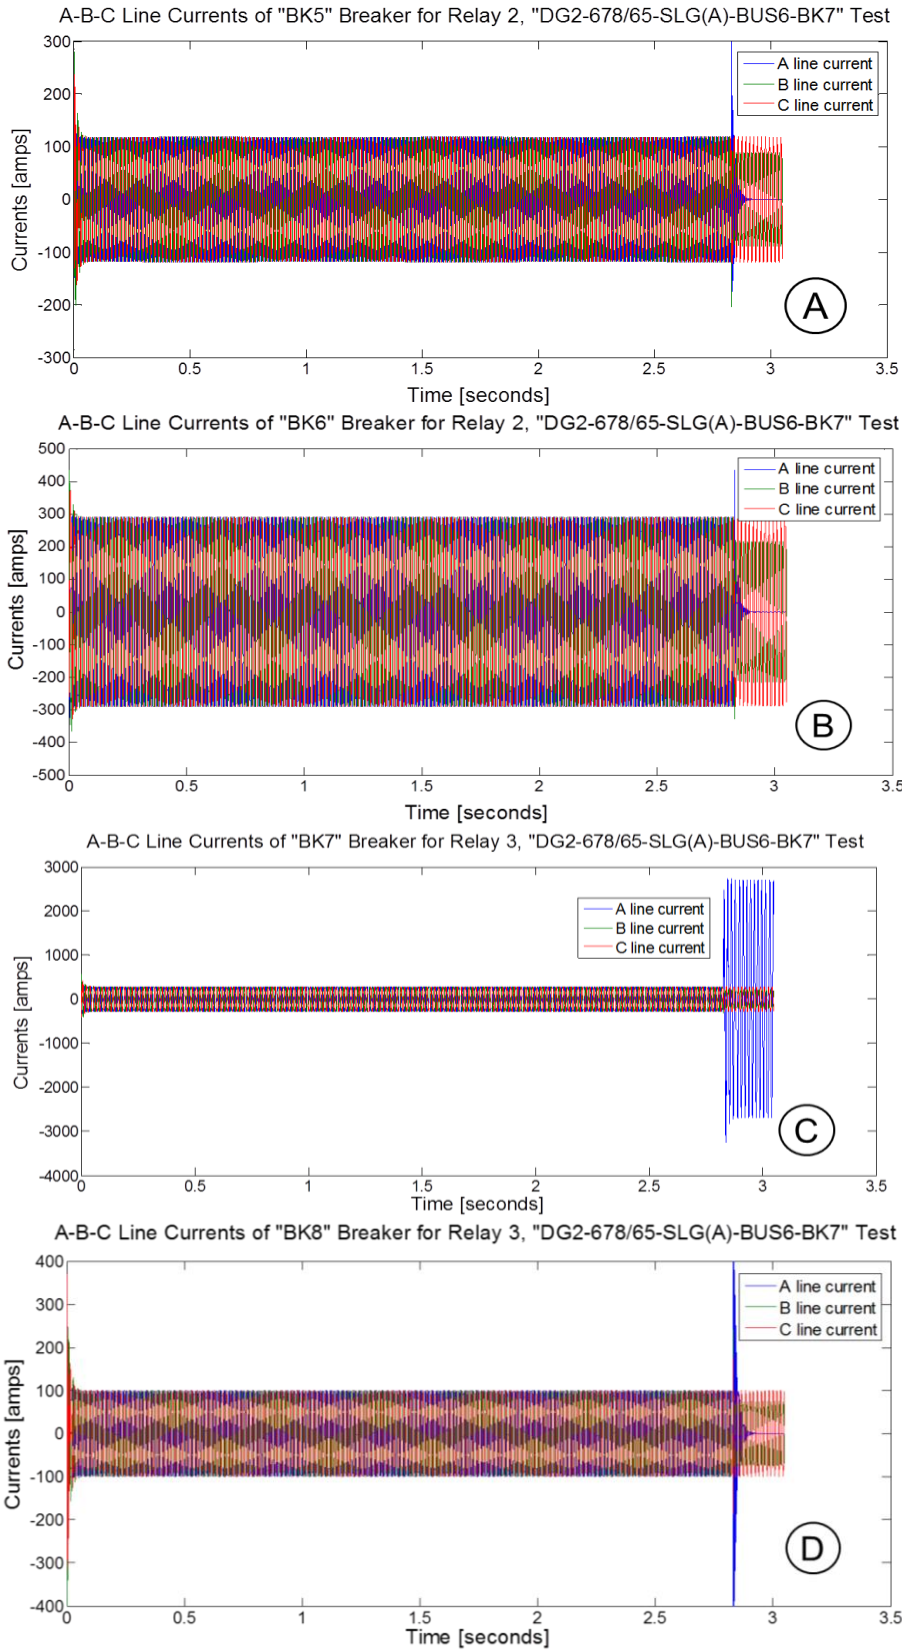 A-B-C Line Currents of "BK5" Breaker for Relay 2, "DG2-678/65-SLG(A)-BUS6-BK7" Test
300
200
100
0
-100
-200
-300
Currents [amps]
A line current
B line current
C line current
A
0 0.5 1 1.5 2 2.5 3 3.5
Time [seconds]
A-B-C Line Currents of "BK6" Breaker for Relay 2, "DG2-678/65-SLG(A)-BUS6-BK7" Test
500
400
300
200
100
0
-100
-200
-300
-400
-500
Currents [amps]
A line current
B line current
C line current
B
0 0.5 1 1.5 2 2.5 3 3.5
Time [seconds]
A-B-C Line Currents of "BK7" Breaker for Relay 3, "DG2-678/65-SLG(A)-BUS6-BK7" Test
3000
2000
1000
0
-1000
-2000
-3000
-4000
Currents [amps]
A line current
B line current
C line current
C
0 0.5 1 1.5 2 2.5 3 3.5
Time [seconds]
A-B-C Line Currents of "BK8" Breaker for Relay 3, "DG2-678/65-SLG(A)-BUS6-BK7" Test
400
300
200
100
0
-100
-200
-300
-400
Currents [amps]
A line current
B line current
C line current
D
0 0.5 1 1.5 2 2.5 3 3.5
Time [seconds]